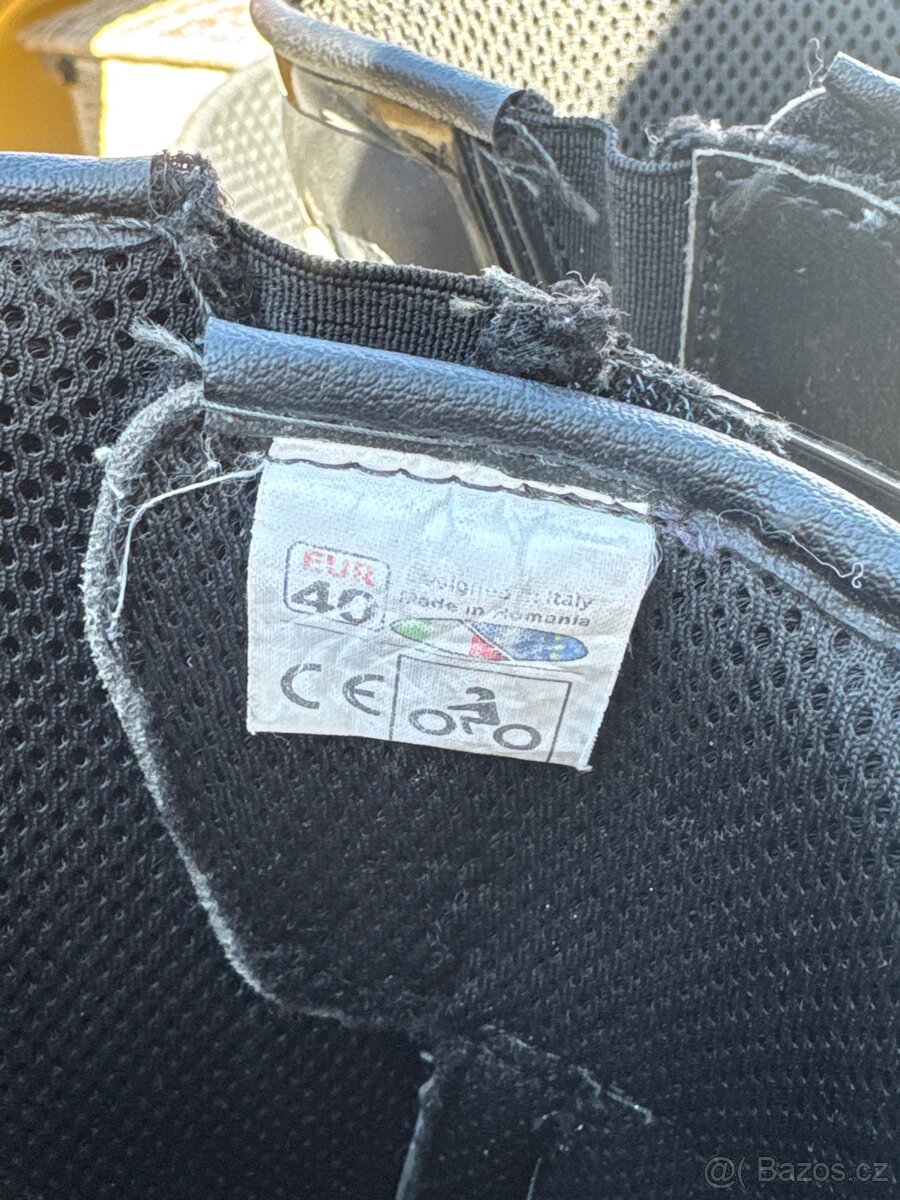 EUR
40
Designed in Italy
made in Romania
CE
@( Bazos.cz